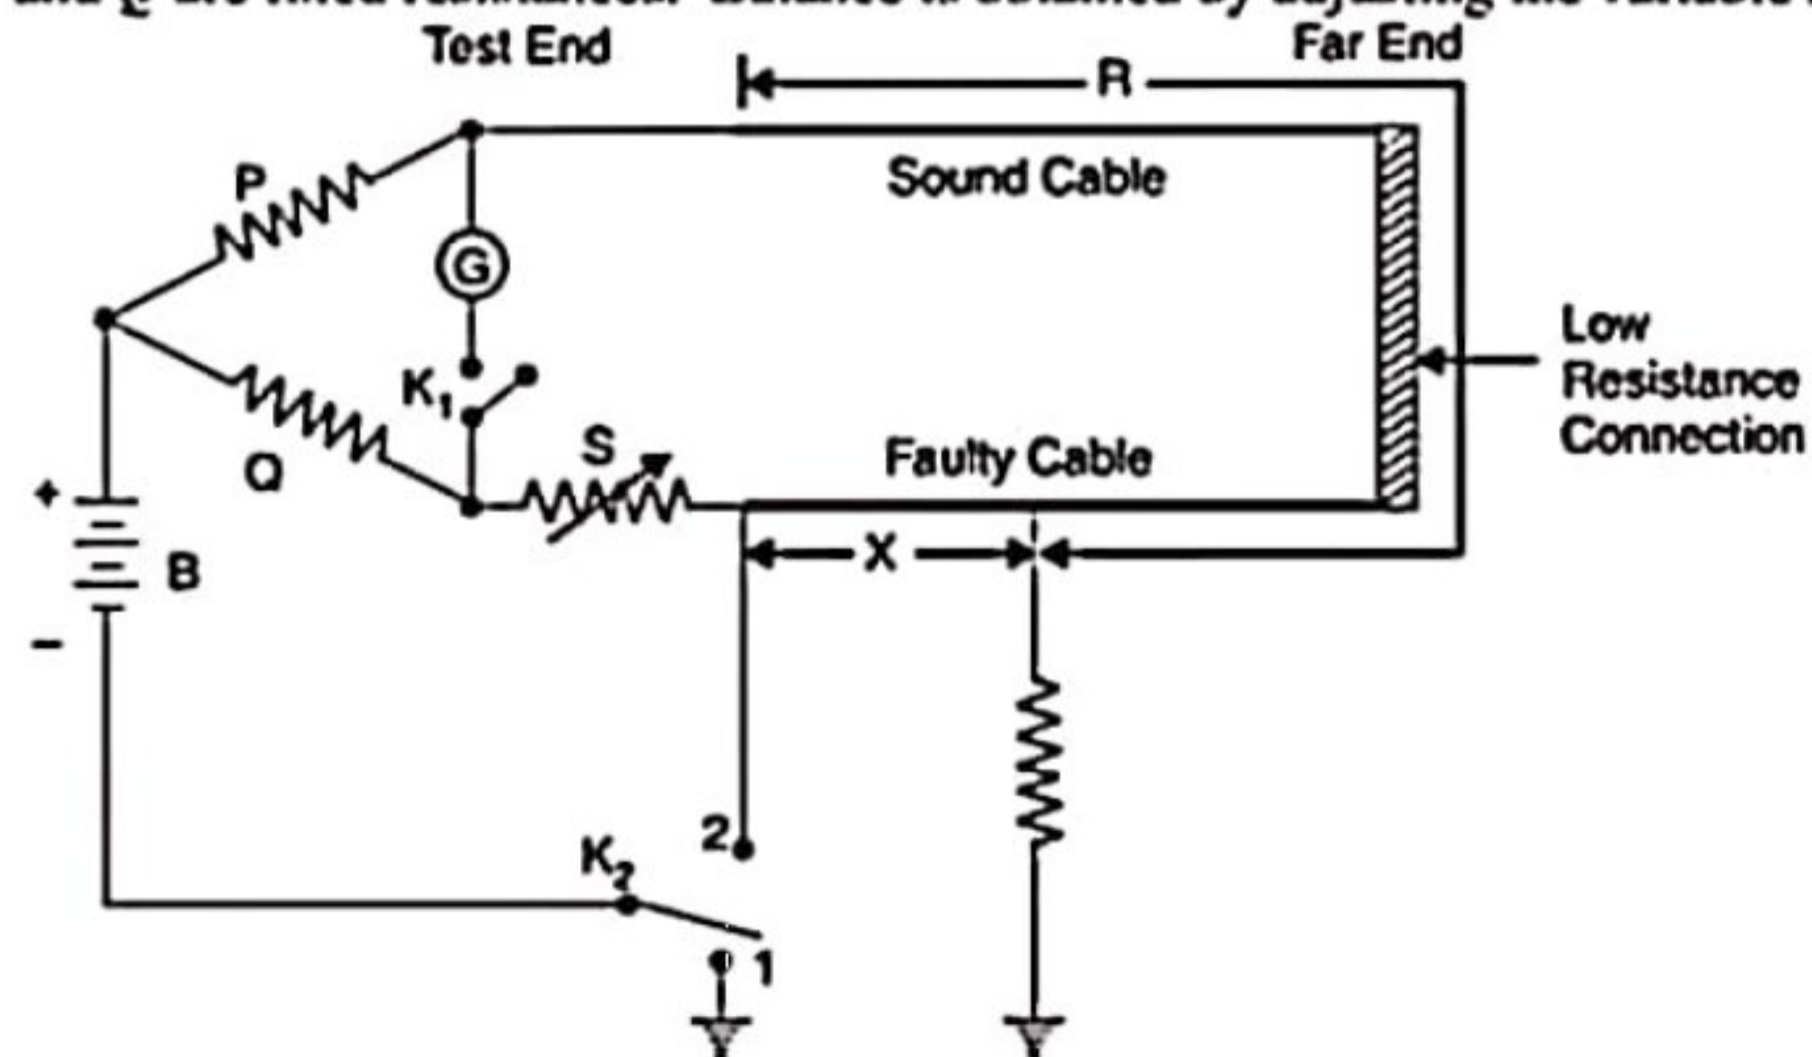 Test End
Far End
R
P
Sound Cable
G
Low
Resistance
Connection
K₁
S
Faulty Cable
Q
+
X
B
−
2
K₂
1